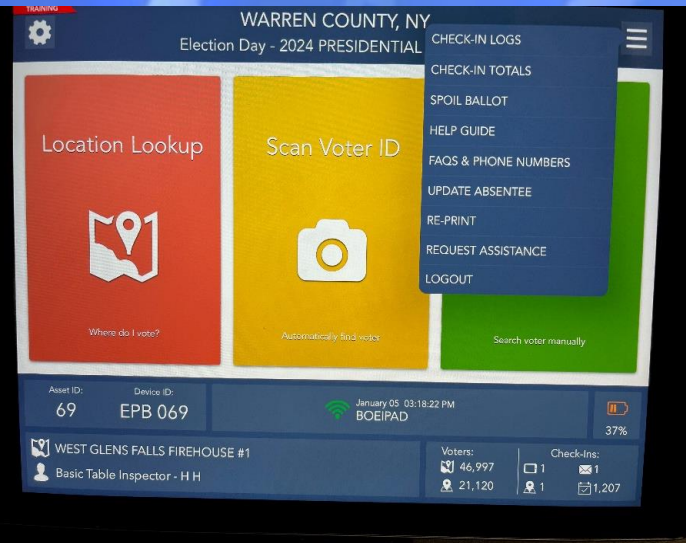 TRAINING
WARREN COUNTY, NY
Election Day - 2024 PRESIDENTIAL
CHECK-IN LOGS
CHECK-IN TOTALS
SPOIL BALLOT
HELP GUIDE
FAQS & PHONE NUMBERS
UPDATE ABSENTEE
RE-PRINT
REQUEST ASSISTANCE
LOGOUT
Location Lookup
Where do I vote?
Scan Voter ID
Automatically find voter
Search voter manually
Asset ID:
69
Device ID:
EPB 069
January 05 03:18:22 PM
BOEIPAD
37%
WEST GLENS FALLS FIREHOUSE #1
Basic Table Inspector - H H
Voters:
46,997
21,120
Check-Ins:
1
1
1
1,207